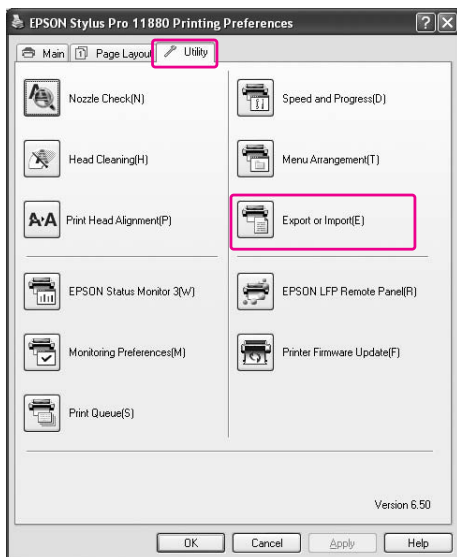 EPSON Stylus Pro 11880 Printing Preferences
Main
Page Layout
Utility
Nozzle Check(N)
Speed and Progress(D)
Head Cleaning(H)
Menu Arrangement(T)
Print Head Alignment(P)
Export or Import(E)
EPSON Status Monitor 3(W)
EPSON LFP Remote Panel(R)
Monitoring Preferences(M)
Printer Firmware Update(F)
Print Queue(S)
Version 6.50
OK
Cancel
Apply
Help